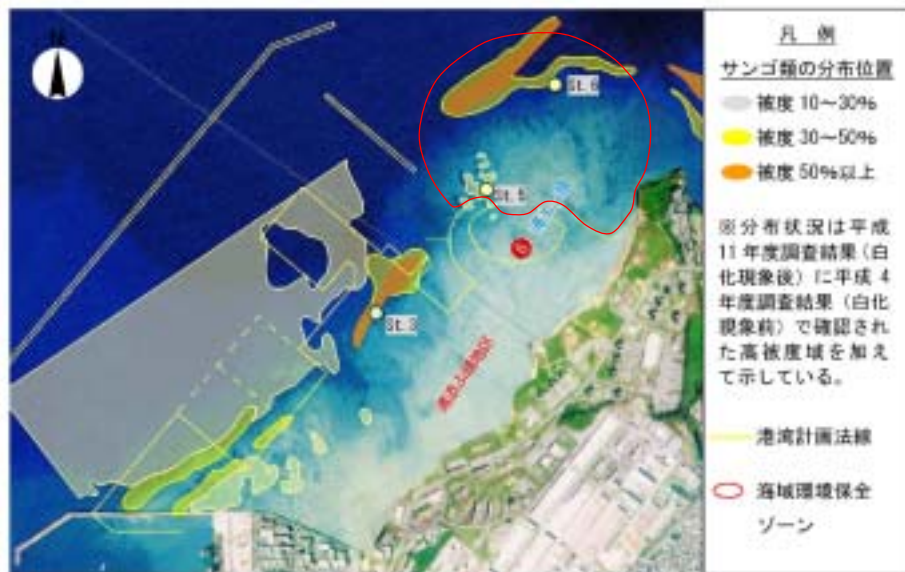 N
St.6
St.5
St.3
凡 例
サンゴ類の分布位置
被度 10～30%
被度 30～50%
被度 50%以上
※分布状況は平成
11年度調査結果（白
化現象後）に平成 4
年度調査結果（白化
現象前）で確認され
た高被度域を加え
て示している。
港湾計画法線
海域環境保全
ゾーン